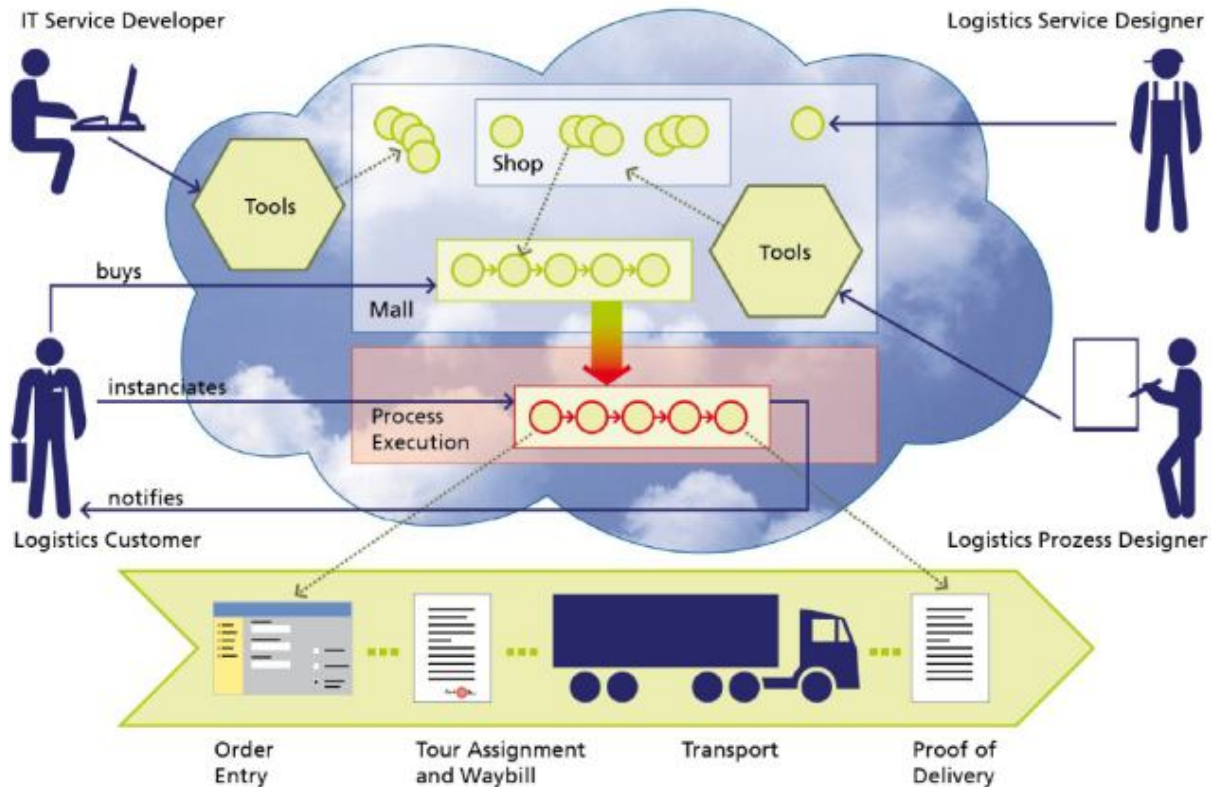 IT Service Developer
Logistics Service Designer
Shop
Tools
Tools
buys
Mall
instanciates
Process
Execution
notifies
Logistics Customer
Logistics Prozess Designer
Order
Entry
Tour Assignment
and Waybill
Transport
Proof of
Delivery